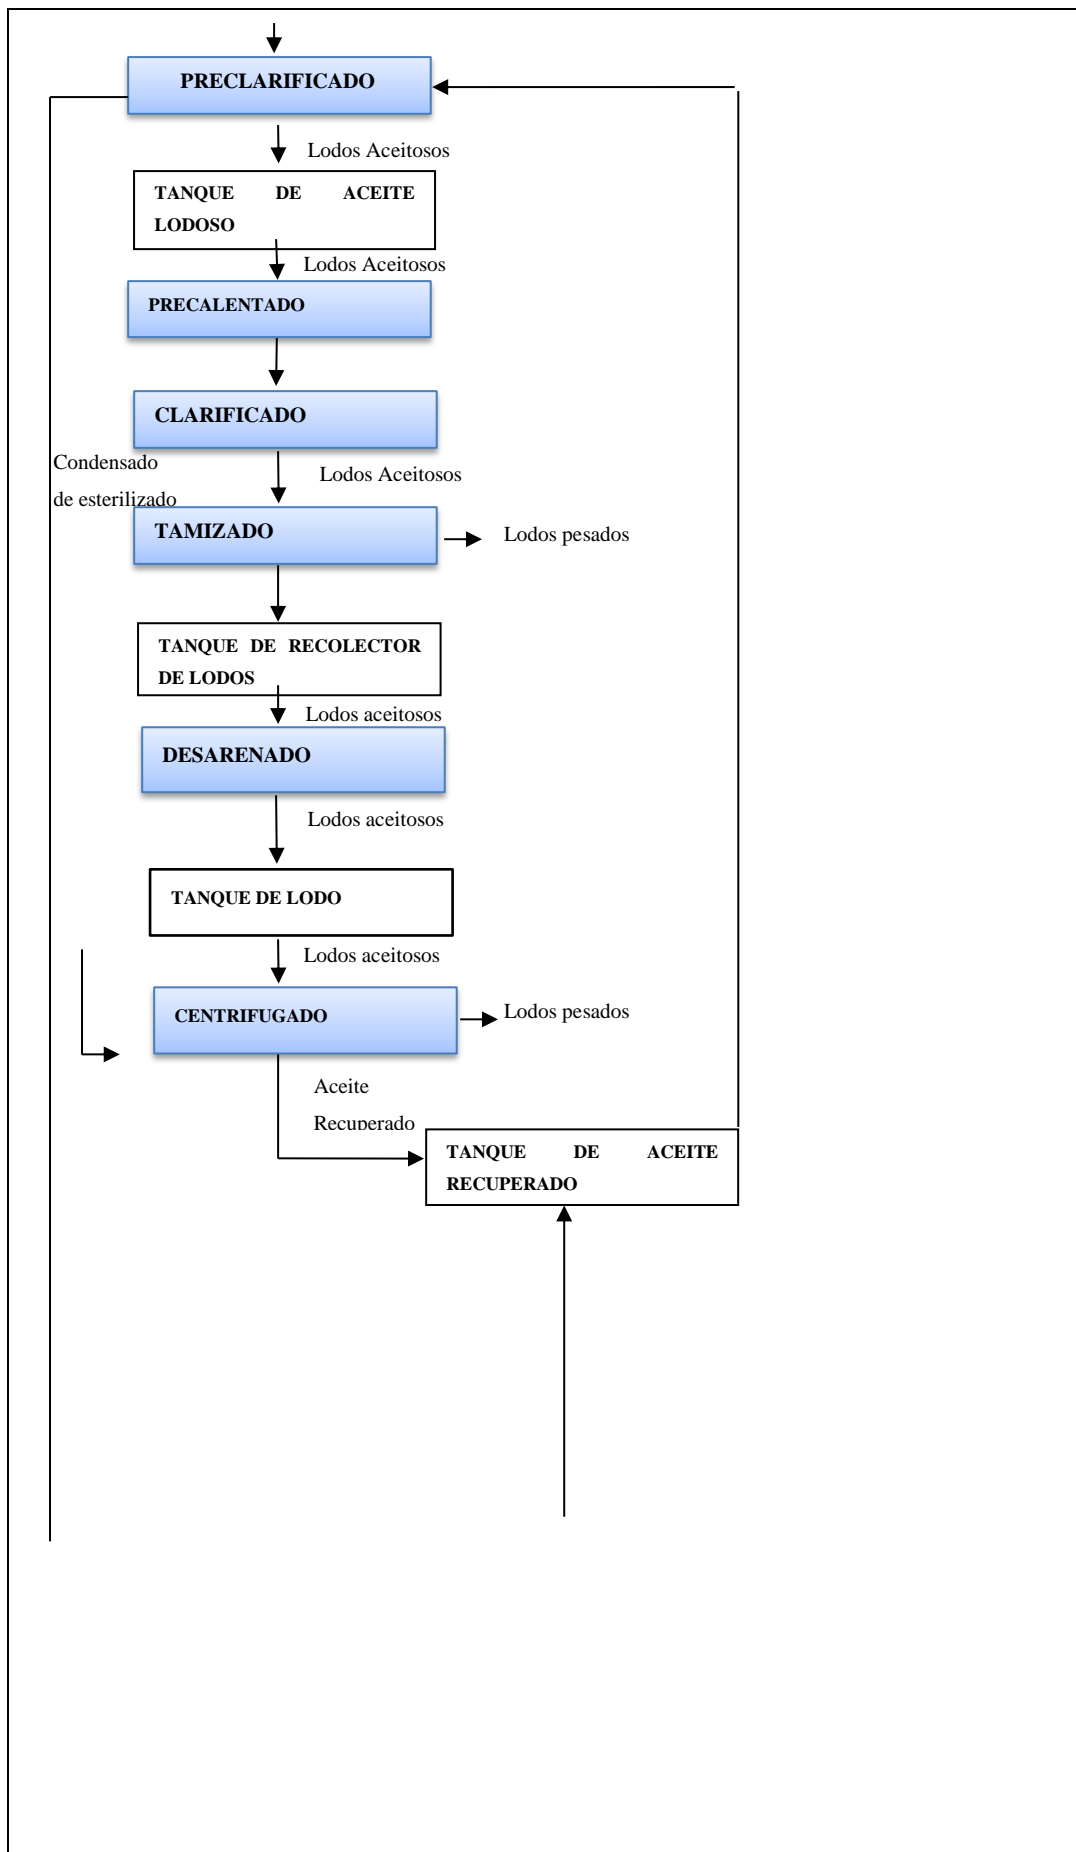 PRECLARIFICADO
Lodos Aceitosos
TANQUE DE ACEITE
LODOSO
Lodos Aceitosos
PRECALENTADO
CLARIFICADO
Condensado
de esterilizado
Lodos Aceitosos
TAMIZADO
Lodos pesados
TANQUE DE RECOLECTOR
DE LODOS
Lodos aceitosos
DESARENADO
Lodos aceitosos
TANQUE DE LODO
Lodos aceitosos
CENTRIFUGADO
Lodos pesados
Aceite
Recuperado
TANQUE DE ACEITE
RECUPERADO